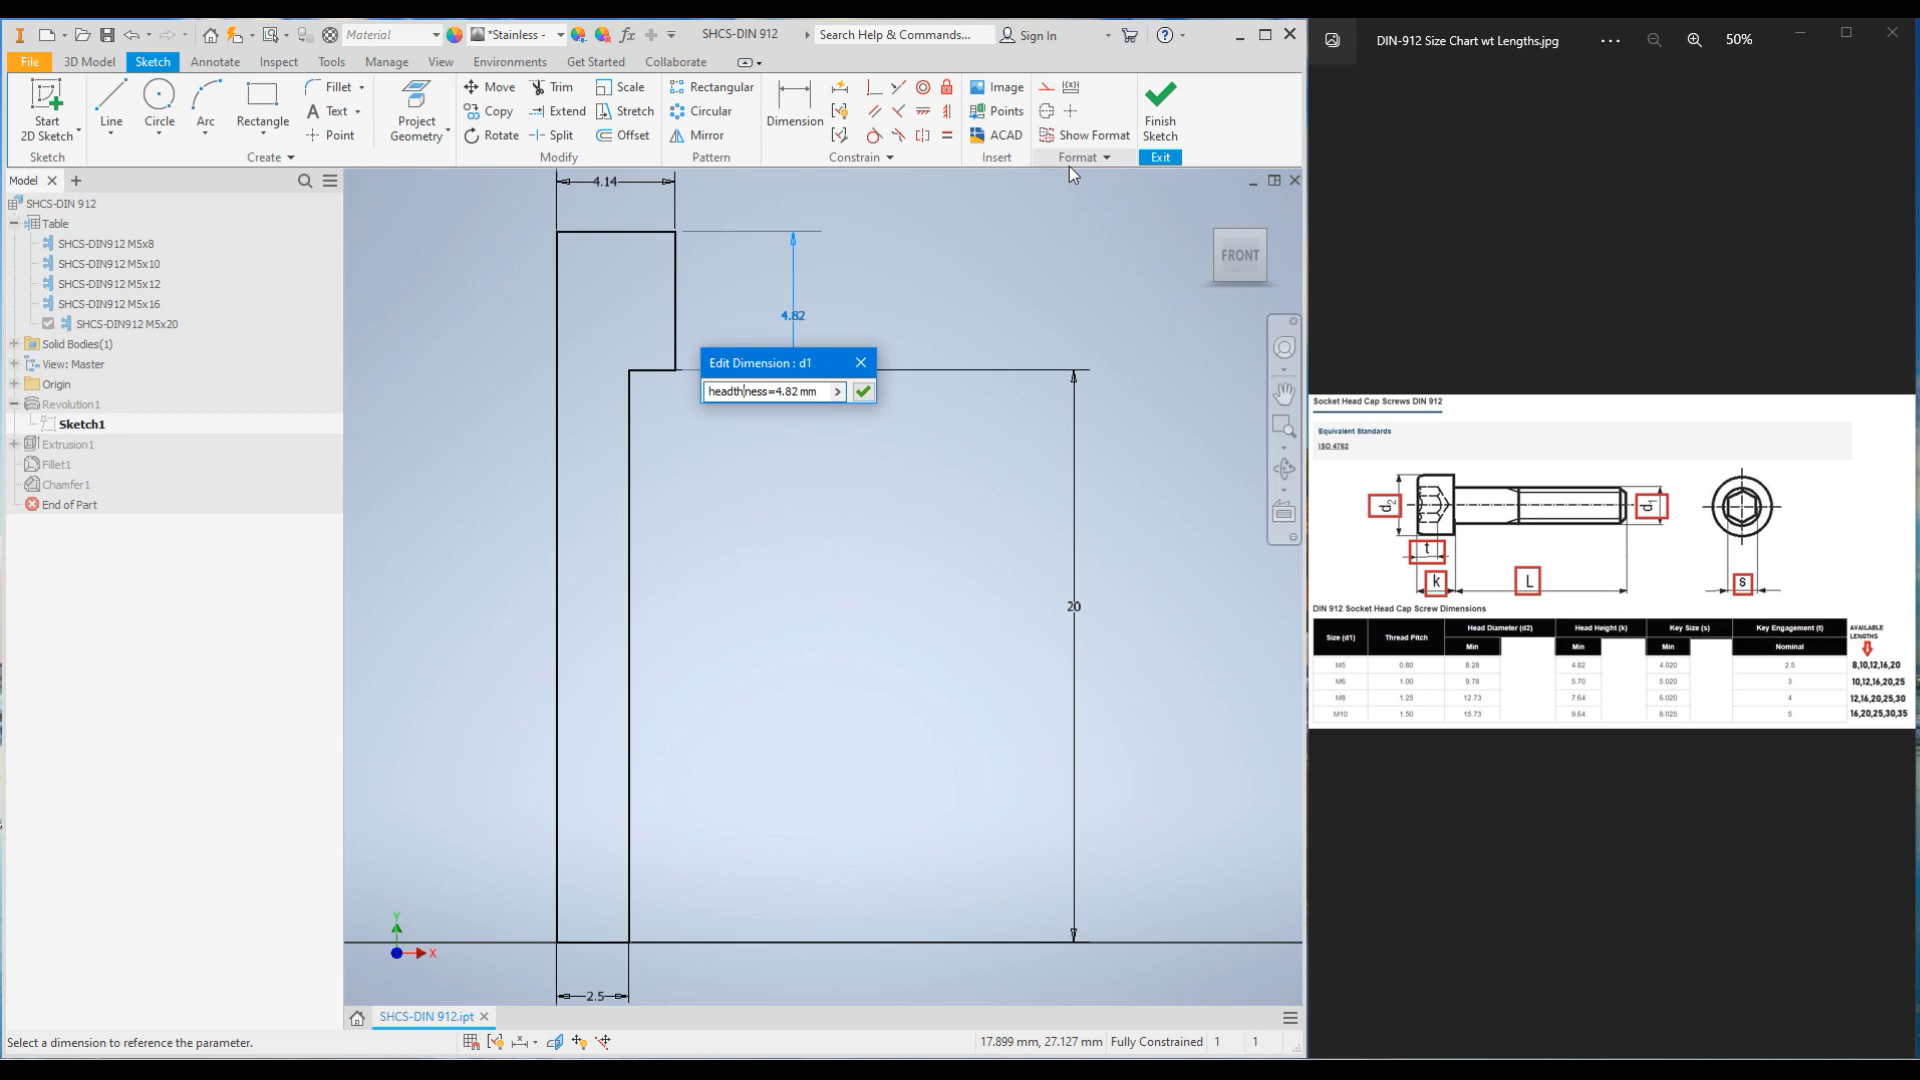 Material
*Stainless -
SHCS-DIN 912
Search Help & Commands...
Sign In
File
3D Model
Sketch
Annotate
Inspect
Tools
Manage
View
Environments
Get Started
Collaborate
Start
2D Sketch
Line
Circle
Arc
Rectangle
Fillet
Text
Point
Project
Geometry
Move
Copy
Rotate
Trim
Extend
Split
Scale
Stretch
Offset
Rectangular
Circular
Mirror
Dimension
Image
Points
ACAD
Show Format
Finish
Sketch
Sketch
Create
Modify
Pattern
Constrain
Insert
Format
Exit
Model
SHCS-DIN 912
Table
SHCS-DIN912 M5x8
SHCS-DIN912 M5x10
SHCS-DIN912 M5x12
SHCS-DIN912 M5x16
SHCS-DIN912 M5x20
Solid Bodies(1)
View: Master
Origin
Revolution1
Sketch1
Extrusion1
Fillet1
Chamfer1
End of Part
4.14
4.82
Edit Dimension : d1
headthness=4.82 mm
20
2.5
FRONT
Y
X
SHCS-DIN 912.ipt
Select a dimension to reference the parameter.
17.899 mm, 27.127 mm
Fully Constrained
1
1
DIN-912 Size Chart wt Lengths.jpg
50%
Socket Head Cap Screws DIN 912
Equivalent Standards
ISO 4762
d2
d1
t
k
L
s
DIN 912 Socket Head Cap Screw Dimensions
Size (d1) Thread Pitch Head Diameter (d2) Head Height (k) Key Size (s) Key Engagement (t) AVAILABLE LENGTHS
Min Min Min Nominal
M5 0.80 8.28 4.82 4.020 2.5 8,10,12,16,20
M6 1.00 9.78 5.70 5.020 3 10,12,16,20,25
M8 1.25 12.73 7.64 6.020 4 12,16,20,25,30
M10 1.50 15.73 9.64 8.025 5 16,20,25,30,35